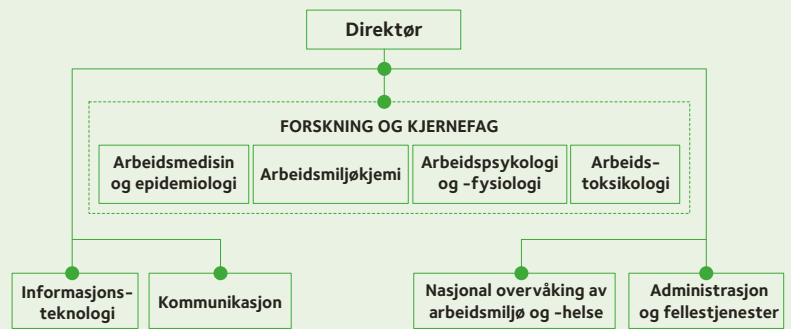 Direktør
FORSKNING OG KJERNEFAG
Arbeidsmedisin
og epidemiologi
Arbeidsmiljøkjemi
Arbeidspsykologi
og -fysiologi
Arbeids-
toksikologi
Informasjons-
teknologi
Kommunikasjon
Nasjonal overvåking av
arbeidsmiljø og -helse
Administrasjon
og fellestjenester